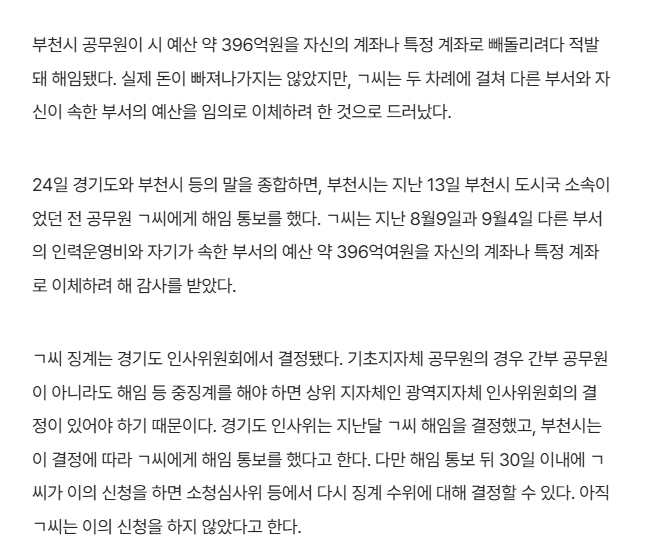 부천시 공무원이 시 예산 약 396억원을 자신의 계좌나 특정 계좌로 빼돌리려다 적발
돼 해임됐다. 실제 돈이 빠져나가지는 않았지만, ㄱ씨는 두 차례에 걸쳐 다른 부서와 자
신이 속한 부서의 예산을 임의로 이체하려 한 것으로 드러났다.
24일 경기도와 부천시 등의 말을 종합하면, 부천시는 지난 13일 부천시 도시국 소속이
었던 전 공무원 ㄱ씨에게 해임 통보를 했다. ㄱ씨는 지난 8월9일과 9월4일 다른 부서
의 인력운영비와 자기가 속한 부서의 예산 약 396억여원을 자신의 계좌나 특정 계좌
로 이체하려 해 감사를 받았다.
ㄱ씨 징계는 경기도 인사위원회에서 결정됐다. 기초지자체 공무원의 경우 간부 공무원
이 아니라도 해임 등 중징계를 해야 하면 상위 지자체인 광역지자체 인사위원회의 결
정이 있어야 하기 때문이다. 경기도 인사위는 지난달 ㄱ씨 해임을 결정했고, 부천시는
이 결정에 따라 ㄱ씨에게 해임 통보를 했다고 한다. 다만 해임 통보 뒤 30일 이내에 ㄱ
씨가 이의 신청을 하면 소청심사위 등에서 다시 징계 수위에 대해 결정할 수 있다. 아직
ㄱ씨는 이의 신청을 하지 않았다고 한다.